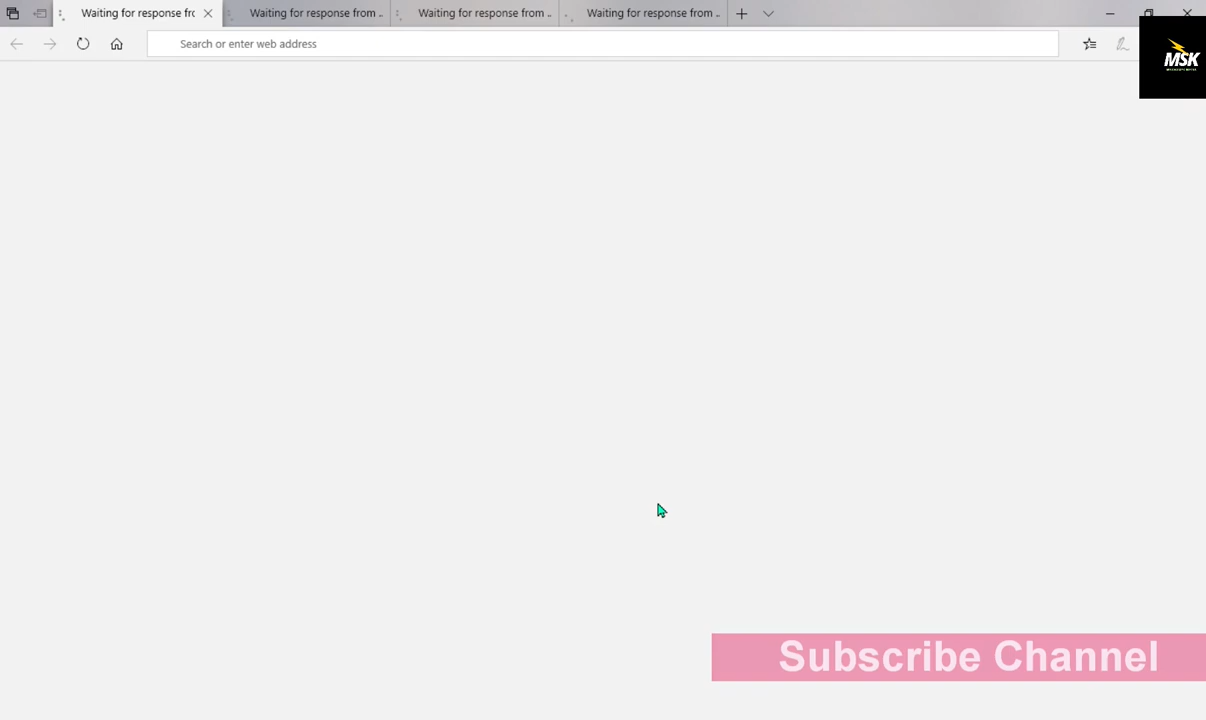 Waiting for response fro
Waiting for response from ..
Waiting for response from ..
Waiting for response from ..
Search or enter web address
MSK
Subscribe Channel